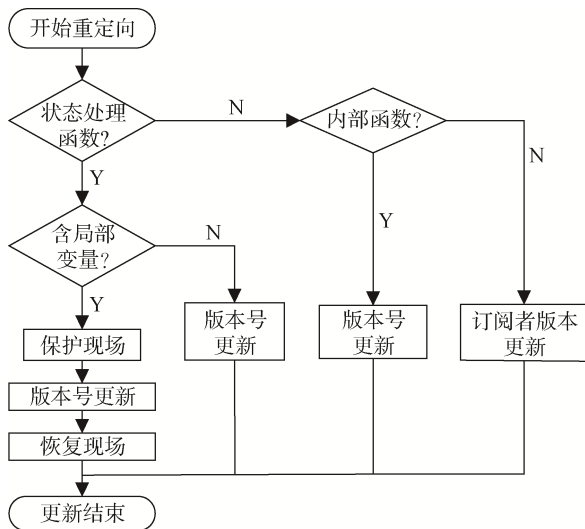 开始重定向
状态处理
函数?
N
内部函数?
Y
N
Y
含局部
变量?
N
Y
保护现场
版本号
更新
版本号
更新
订阅者版本
更新
版本号更新
恢复现场
更新结束